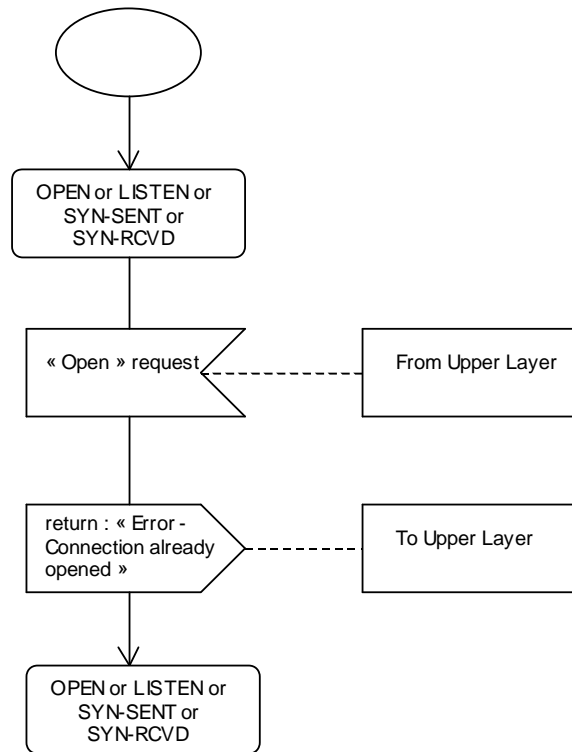 OPEN or LISTEN or
SYN-SENT or
SYN-RCVD
« Open » request
From Upper Layer
return : « Error -
Connection already
opened »
To Upper Layer
OPEN or LISTEN or
SYN-SENT or
SYN-RCVD